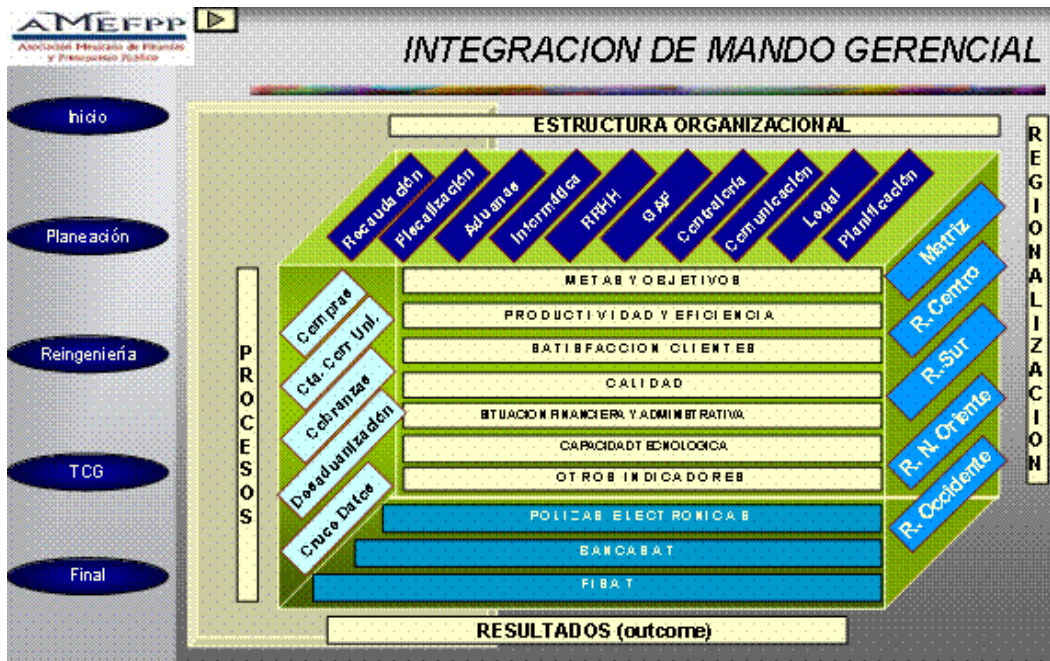 AMEFPP
Asociación Mexicana de Finanzas
y Presupuesto Público
INTEGRACION DE MANDO GERENCIAL
Inicio
Planeación
Reingeniería
TCG
Final
ESTRUCTURA ORGANIZACIONAL
Recaudación
Fiscalización
Aduanas
Informática
RRHH
GAF
Contraloría
Comunicación
Legal
Planificación
REGIONALIZACION
Matriz
R. Centro
R. Sur
R. N. Oriente
R. Occidente
PROCESOS
Compras
Cta. Corr Uni.
Cobranzas
Desaduanización
Cruce Datos
METAS Y OBJETIVOS
PRODUCTIVIDAD Y EFICIENCIA
SATISFACCION CLIENTES
CALIDAD
SITUACION FINANCIERA Y ADMINISTRATIVA
CAPACIDAD TECNOLOGICA
OTROS INDICADORES
POLIZAS ELECTRONICAS
BANCASAT
FISAT
RESULTADOS (outcome)